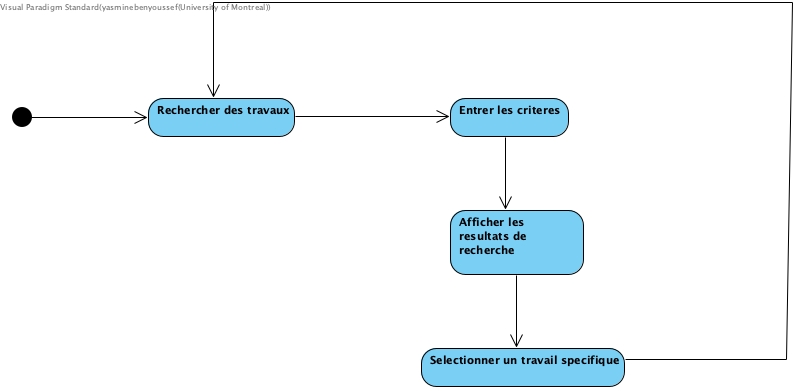 Visual Paradigm Standard(yasminebenyoussef(University of Montreal))
Rechercher des travaux
Entrer les criteres
Afficher les
resultats de
recherche
Selectionner un travail specifique